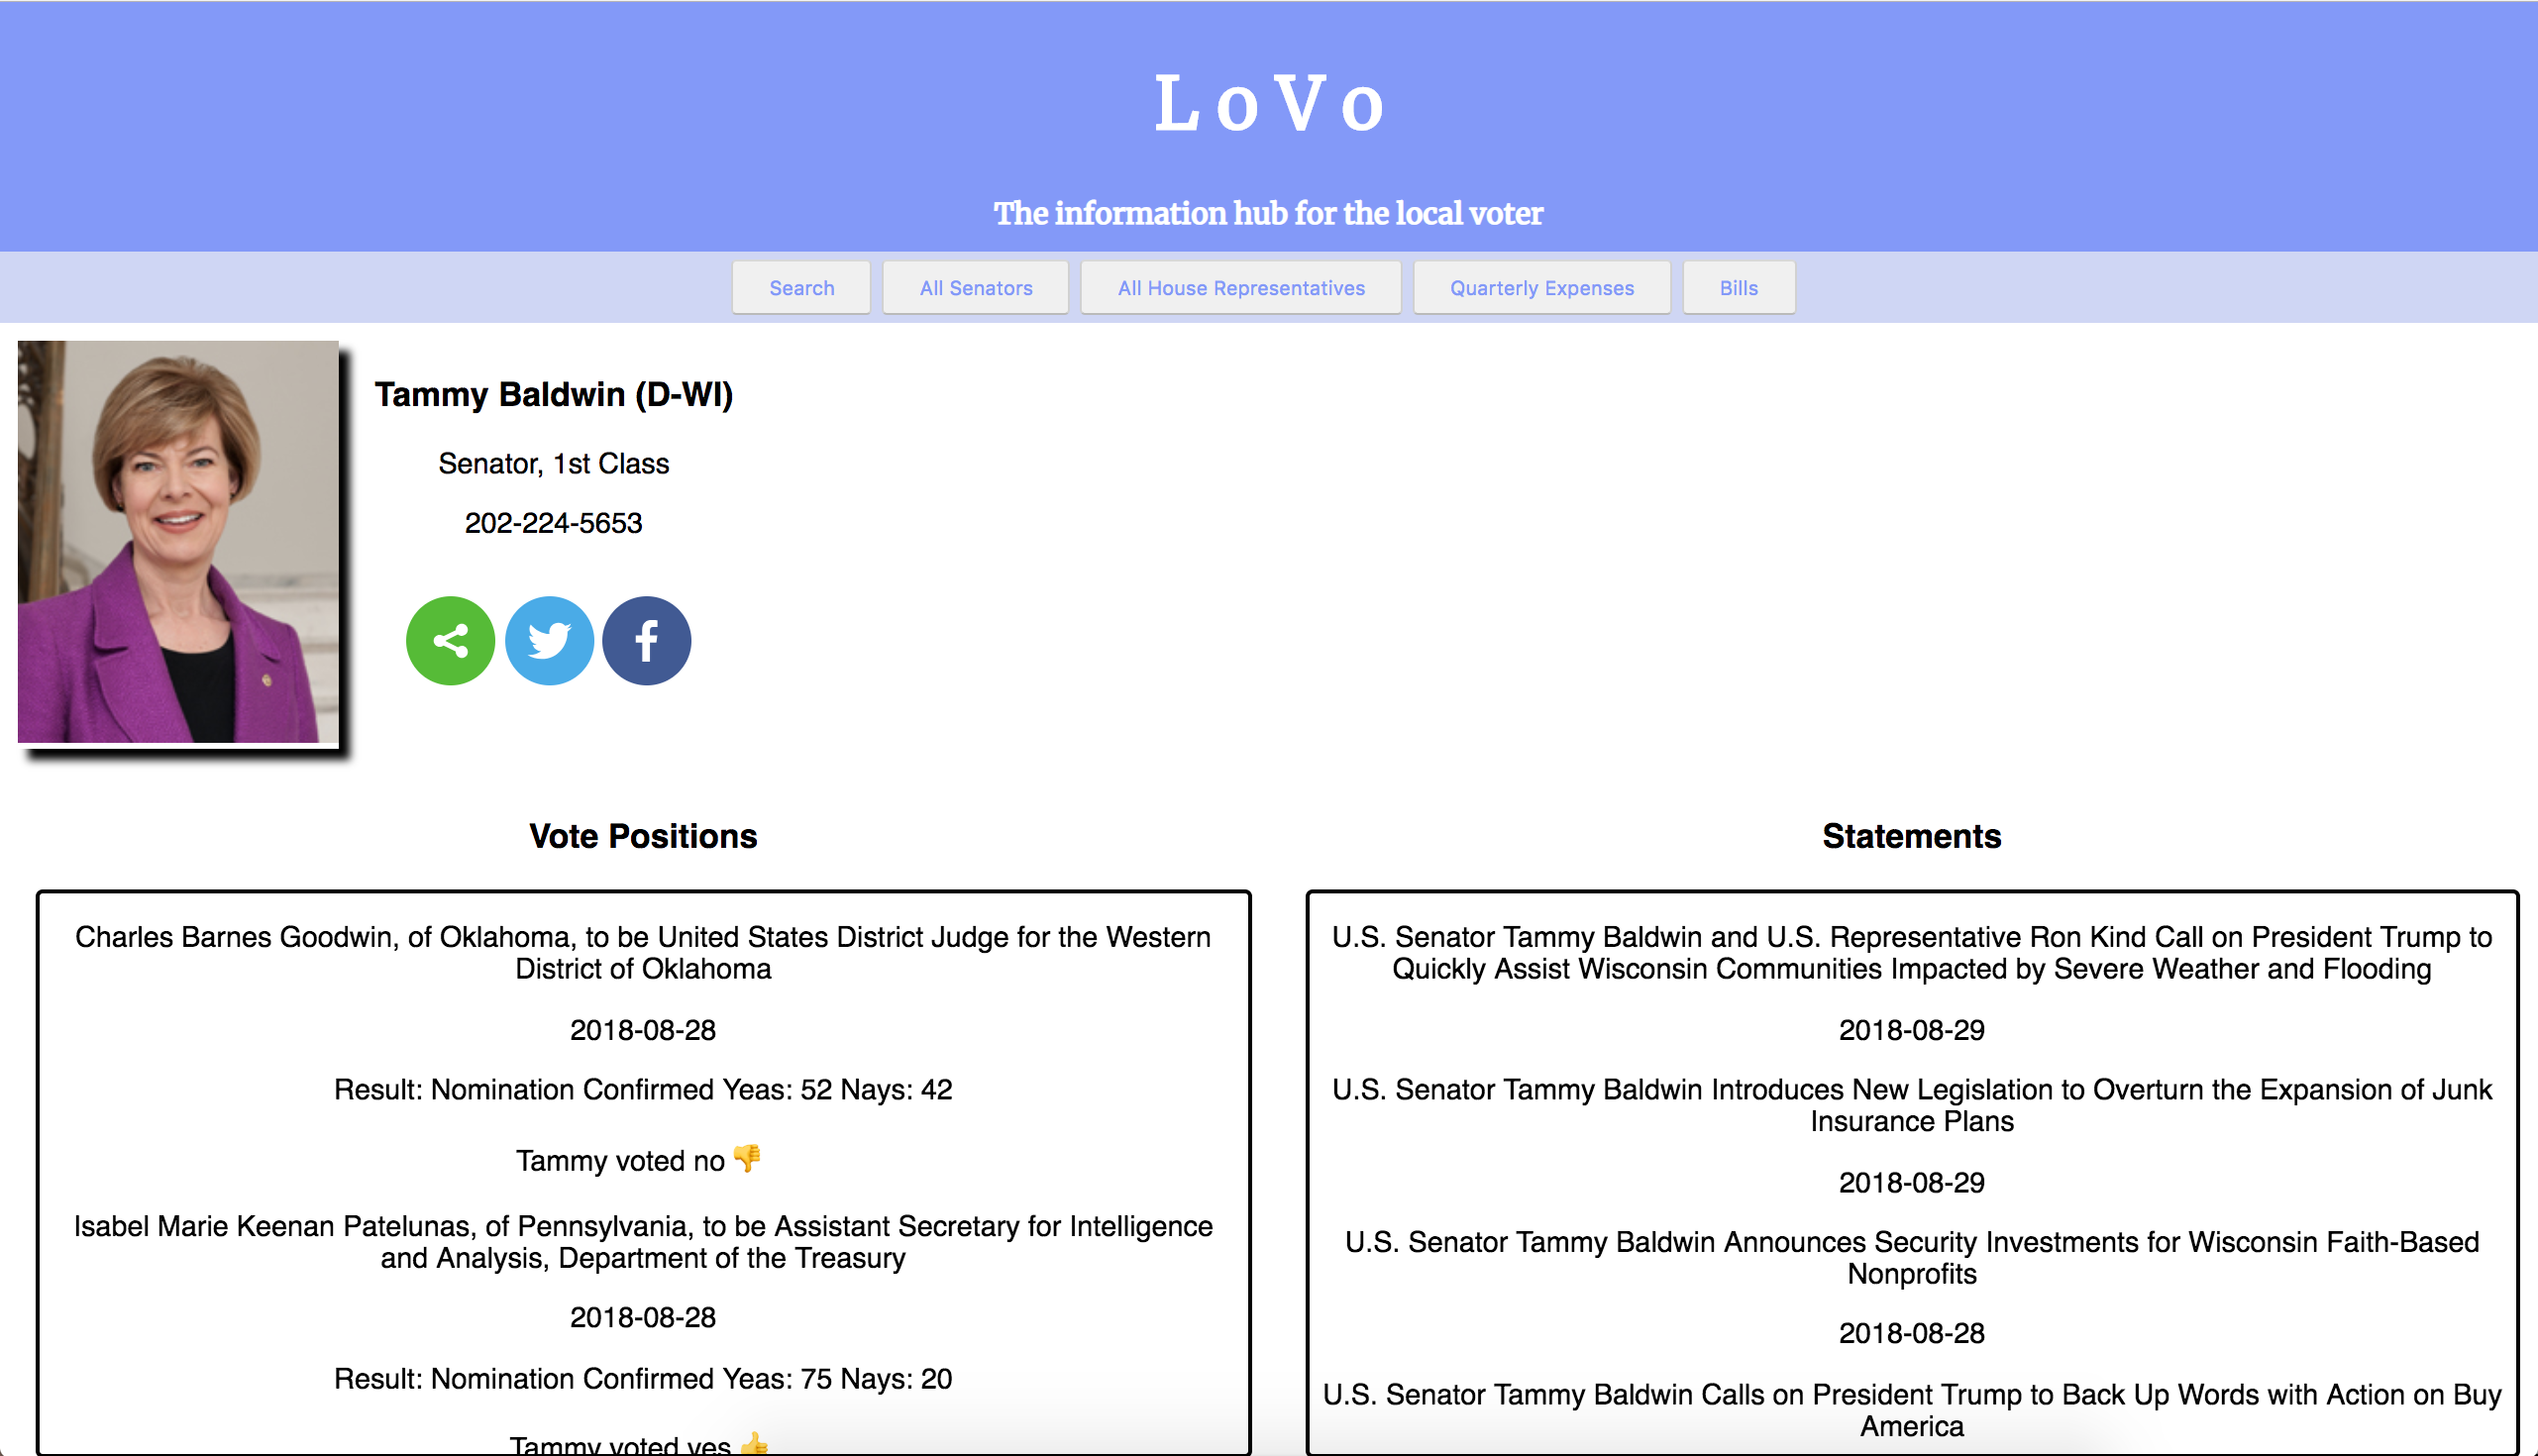 LoVo
The information hub for the local voter
Search
All Senators
All House Representatives
Quarterly Expenses
Bills
Tammy Baldwin (D-WI)
Senator, 1st Class
202-224-5653
Vote Positions
Charles Barnes Goodwin, of Oklahoma, to be United States District Judge for the Western
District of Oklahoma
2018-08-28
Result: Nomination Confirmed Yeas: 52 Nays: 42
Tammy voted no 👎
Isabel Marie Keenan Patelunas, of Pennsylvania, to be Assistant Secretary for Intelligence
and Analysis, Department of the Treasury
2018-08-28
Result: Nomination Confirmed Yeas: 75 Nays: 20
Tammy voted yes 👍
Statements
U.S. Senator Tammy Baldwin and U.S. Representative Ron Kind Call on President Trump to
Quickly Assist Wisconsin Communities Impacted by Severe Weather and Flooding
2018-08-29
U.S. Senator Tammy Baldwin Introduces New Legislation to Overturn the Expansion of Junk
Insurance Plans
2018-08-29
U.S. Senator Tammy Baldwin Announces Security Investments for Wisconsin Faith-Based
Nonprofits
2018-08-28
U.S. Senator Tammy Baldwin Calls on President Trump to Back Up Words with Action on Buy
America